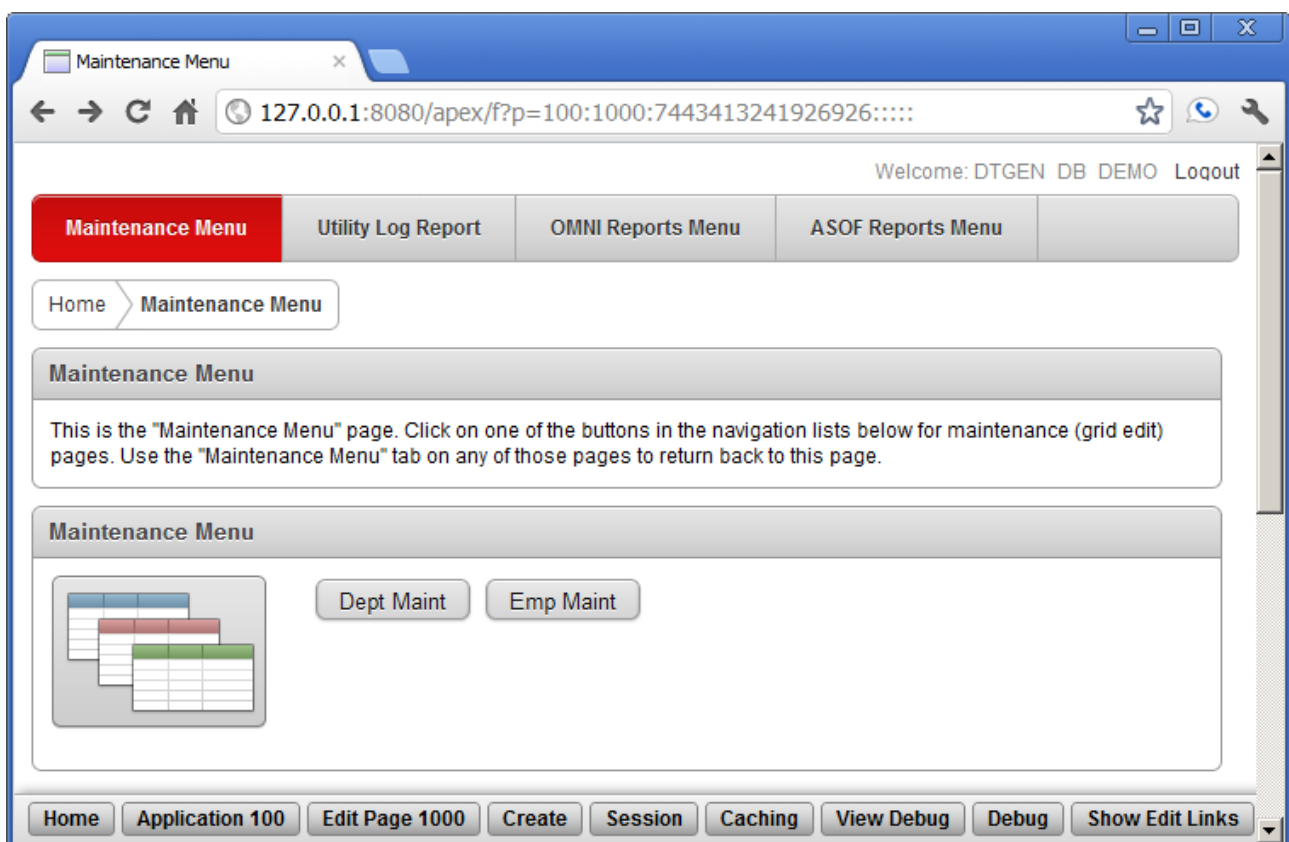 Maintenance Menu
127.0.0.1:8080/apex/f?p=100:1000:7443413241926926:::::
Welcome: DTGEN_DB_DEMO Logout
Maintenance Menu Utility Log Report OMNI Reports Menu ASOF Reports Menu
Home Maintenance Menu
Maintenance Menu
This is the "Maintenance Menu" page. Click on one of the buttons in the navigation lists below for maintenance (grid edit)
pages. Use the "Maintenance Menu" tab on any of those pages to return back to this page.
Maintenance Menu
Dept Maint Emp Maint
Home Application 100 Edit Page 1000 Create Session Caching View Debug Debug Show Edit Links